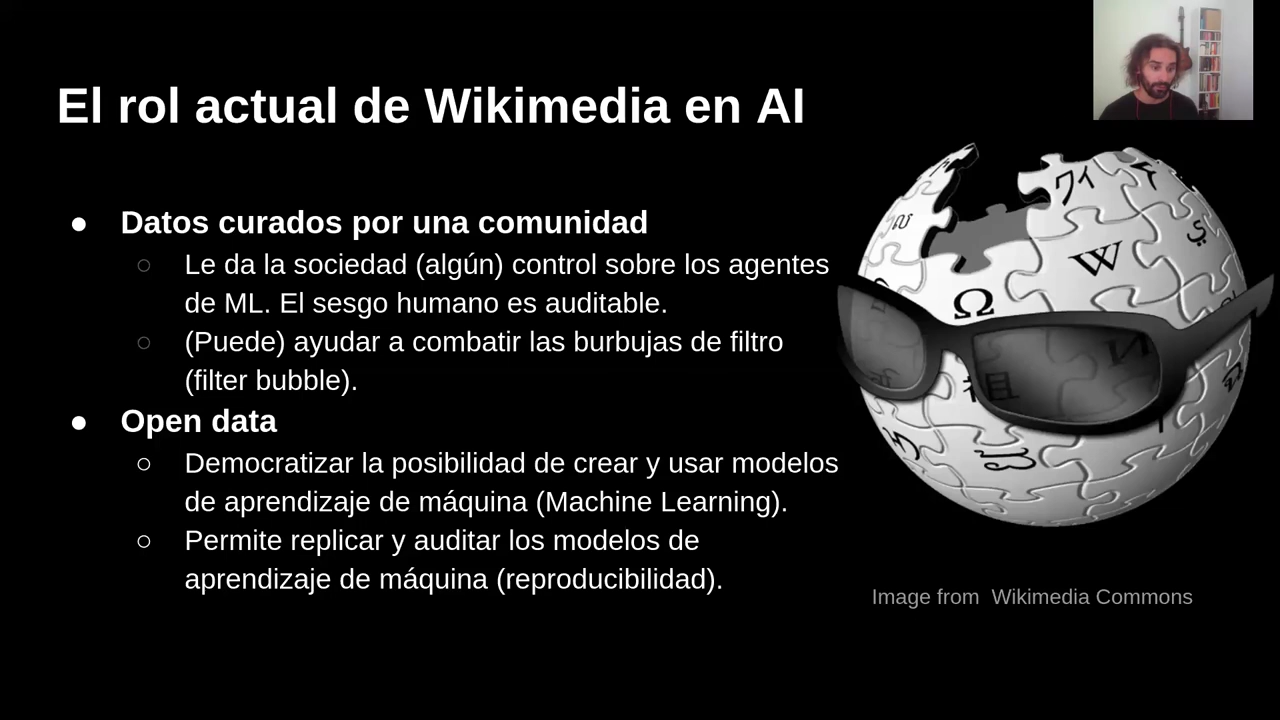 El rol actual de Wikimedia en AI
● Datos curados por una comunidad
○ Le da la sociedad (algún) control sobre los agentes
de ML. El sesgo humano es auditable.
○ (Puede) ayudar a combatir las burbujas de filtro
(filter bubble).
● Open data
○ Democratizar la posibilidad de crear y usar modelos
de aprendizaje de máquina (Machine Learning).
○ Permite replicar y auditar los modelos de
aprendizaje de máquina (reproducibilidad).
ウィ
W
Ω
И
祖
Image from Wikimedia Commons